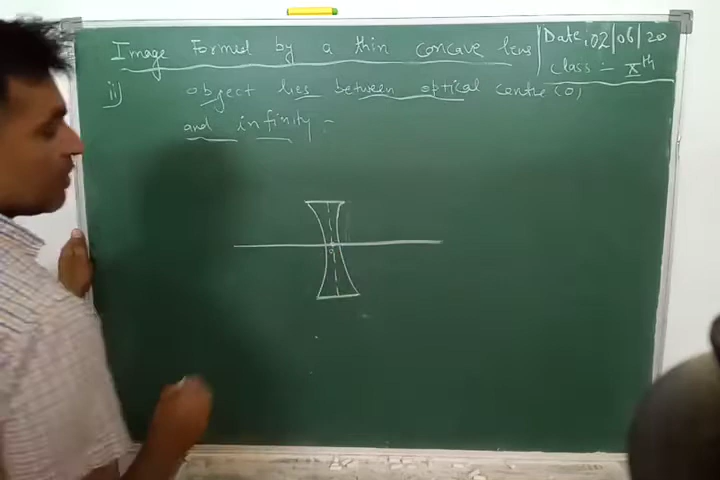 Image Formed by a thin concave lens
Date:02/06/20
class :- Xth
ii) object lies between optical centre (O)
and infinity :-
O